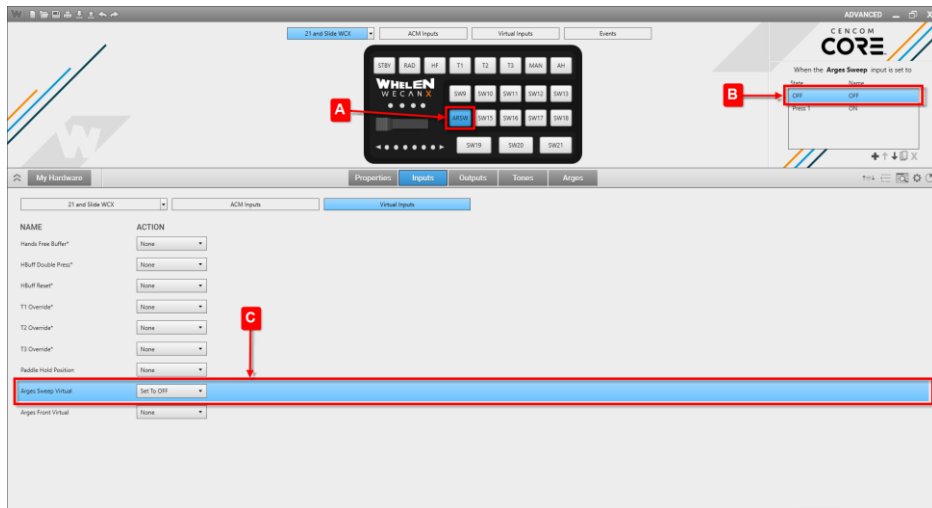 ADVANCED
21 and Slide WCX ACM Inputs Virtual Inputs Events
CENCOM
CORE
When the Arges Sweep input is set to
State Name
B
OFF OFF
Press 1 ON
STBY RAD HF T1 T2 T3 MAN AH
WHELEN
WECANX
SW9 SW10 SW11 SW12 SW13
A
ARSW SW15 SW16 SW17 SW18
SW19 SW20 SW21
My Hardware Properties Inputs Outputs Tones Arges
21 and Slide WCX ACM Inputs Virtual Inputs
NAME ACTION
Hands Free Buffer* None
HBuff Double Press* None
HBuff Reset* None
T1 Override* None
C
T2 Override* None
T3 Override* None
Paddle Hold Position None
Arges Sweep Virtual Set To OFF
Arges Front Virtual None